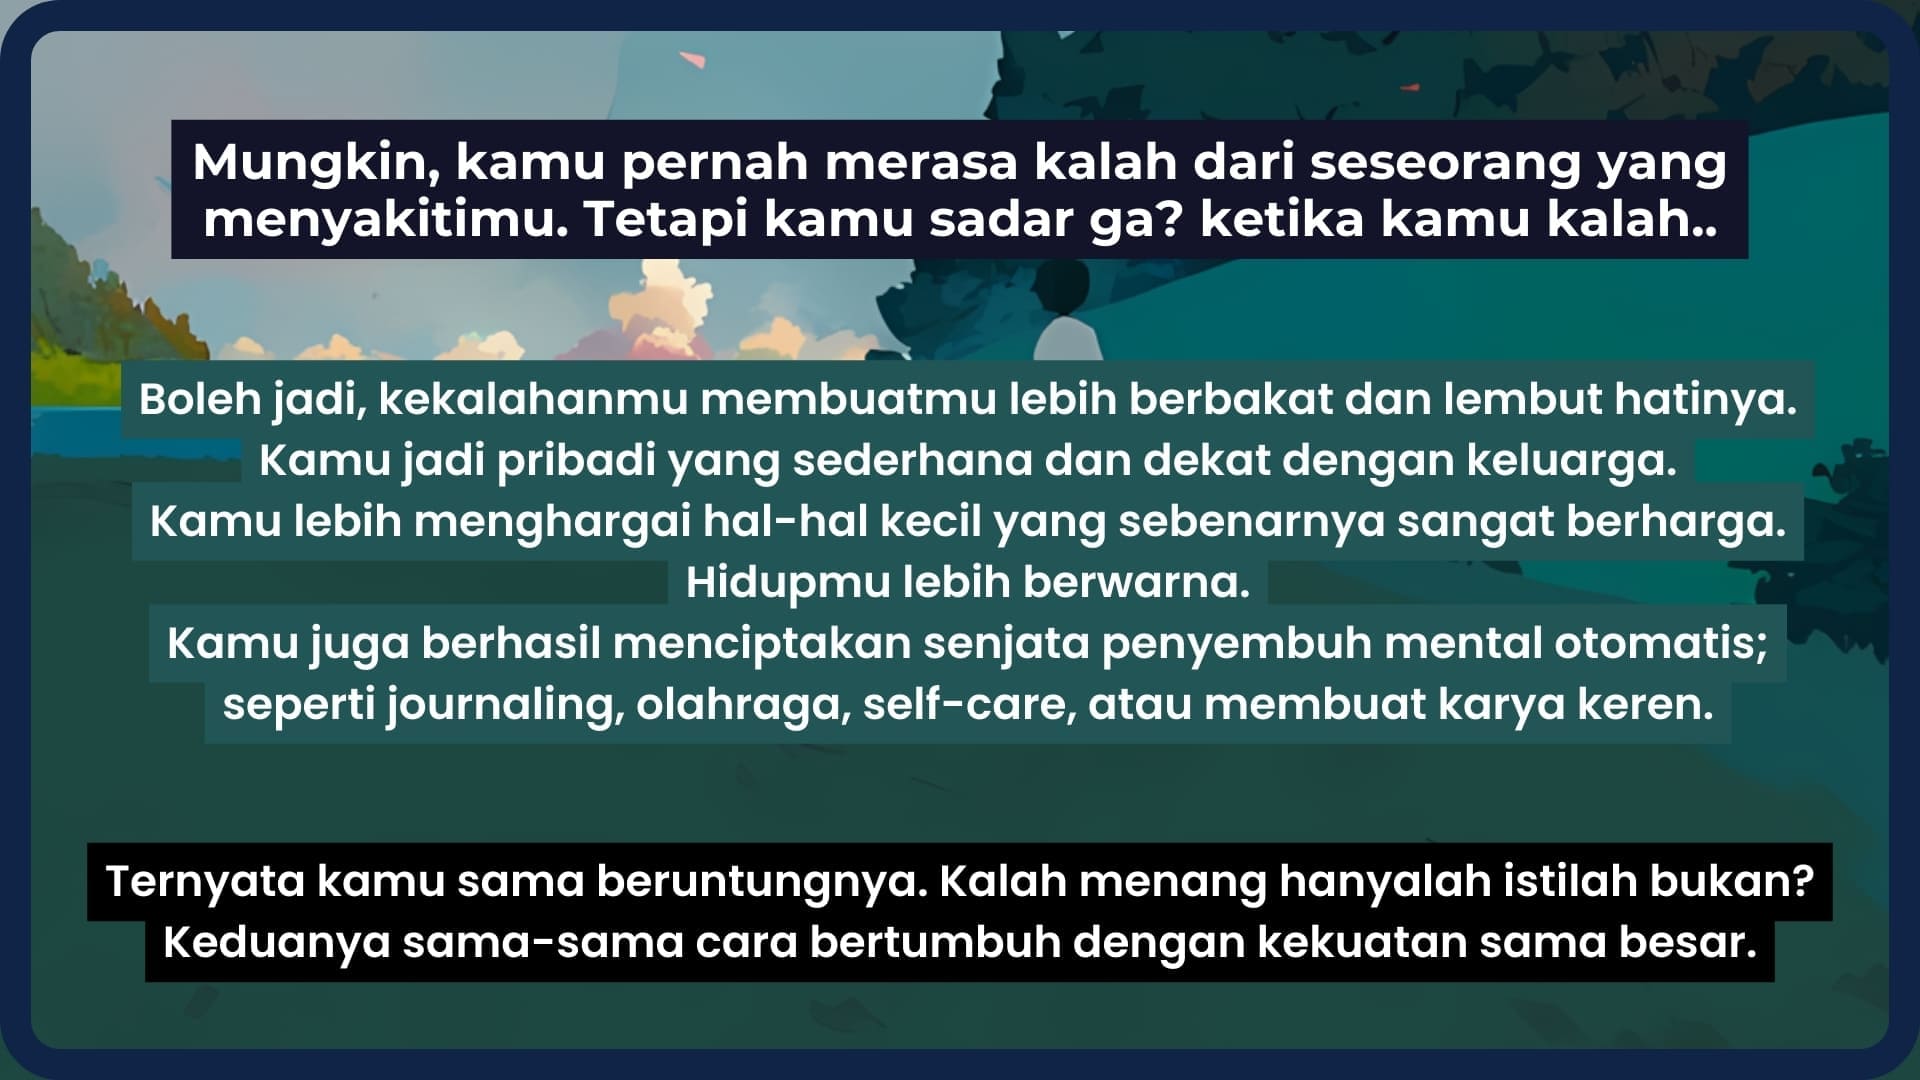 Mungkin, kamu pernah merasa kalah dari seseorang yang
menyakitimu. Tetapi kamu sadar ga? ketika kamu kalah..
Boleh jadi, kekalahanmu membuatmu lebih berbakat dan lembut hatinya.
Kamu jadi pribadi yang sederhana dan dekat dengan keluarga.
Kamu lebih menghargai hal-hal kecil yang sebenarnya sangat berharga.
Hidupmu lebih berwarna.
Kamu juga berhasil menciptakan senjata penyembuh mental otomatis;
seperti journaling, olahraga, self-care, atau membuat karya keren.
Ternyata kamu sama beruntungnya. Kalah menang hanyalah istilah bukan?
Keduanya sama-sama cara bertumbuh dengan kekuatan sama besar.